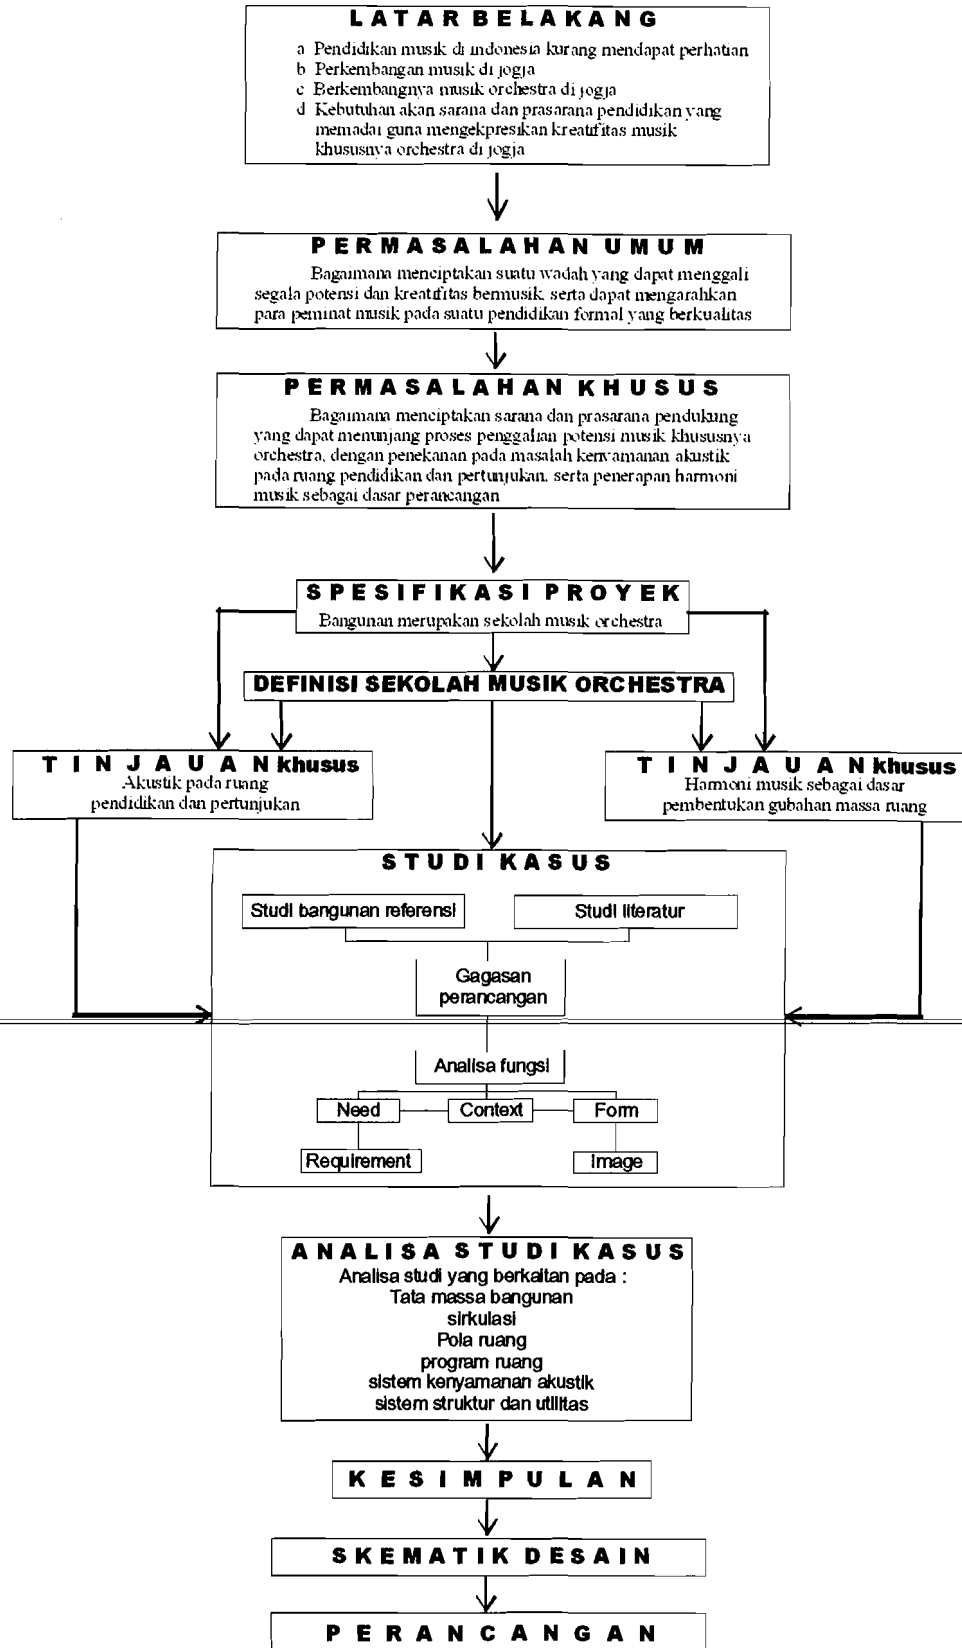 LATAR BELAKANG
a Pendidikan musik di indonesia kurang mendapat perhatian
b Perkembangan musik di jogja
c Berkembangnya musik orchestra di jogja
d Kebutuhan akan sarana dan prasarana pendidikan yang
memadai guna mengekpresikan kreatifitas musik
khususnya orchestra di jogja
PERMASALAHAN UMUM
Bagaimana menciptakan suatu wadah yang dapat menggali
segala potensi dan kreatifitas bermusik, serta dapat mengarahkan
para peminat musik pada suatu pendidikan formal yang berkualitas
PERMASALAHAN KHUSUS
Bagaimana menciptakan sarana dan prasarana pendukung
yang dapat menunjang proses penggalian potensi musik khususnya
orchestra, dengan penekanan pada masalah kenyamanan akustik
pada ruang pendidikan dan pertunjukan, serta penerapan harmoni
musik sebagai dasar perancangan
SPESIFIKASI PROYEK
Bangunan merupakan sekolah musik orchestra
DEFINISI SEKOLAH MUSIK ORCHESTRA
TINJAUAN khusus
Akustik pada ruang
pendidikan dan pertunjukan
TINJAUAN khusus
Harmoni musik sebagai dasar
pembentukan gubahan massa ruang
STUDI KASUS
Studi bangunan referensi
Studi literatur
Gagasan
perancangan
Analisa fungsi
Need
Context
Form
Requirement
Image
ANALISA STUDI KASUS
Analisa studi yang berkaitan pada :
Tata massa bangunan
sirkulasi
Pola ruang
program ruang
sistem kenyamanan akustik
sistem struktur dan utilitas
KESIMPULAN
SKEMATIK DESAIN
PERANCANGAN